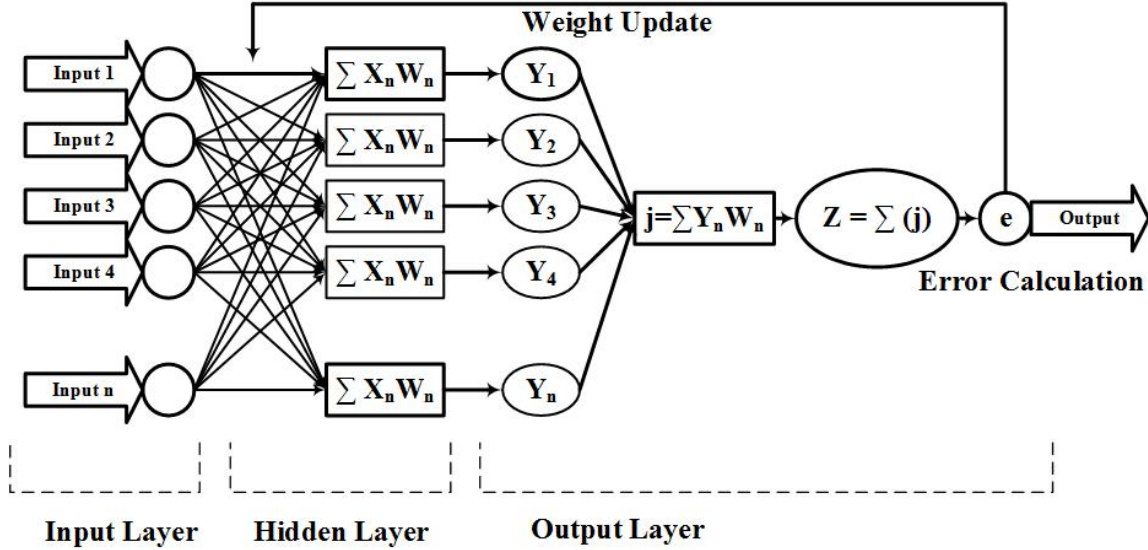 Weight Update
Input 1
∑ XₙWₙ
Y₁
Input 2
∑ XₙWₙ
Y₂
Input 3
∑ XₙWₙ
Y₃
j=∑YₙWₙ
Z = ∑ (j)
e
Output
Input 4
∑ XₙWₙ
Y₄
Error Calculation
Input n
∑ XₙWₙ
Yₙ
Input Layer
Hidden Layer
Output Layer